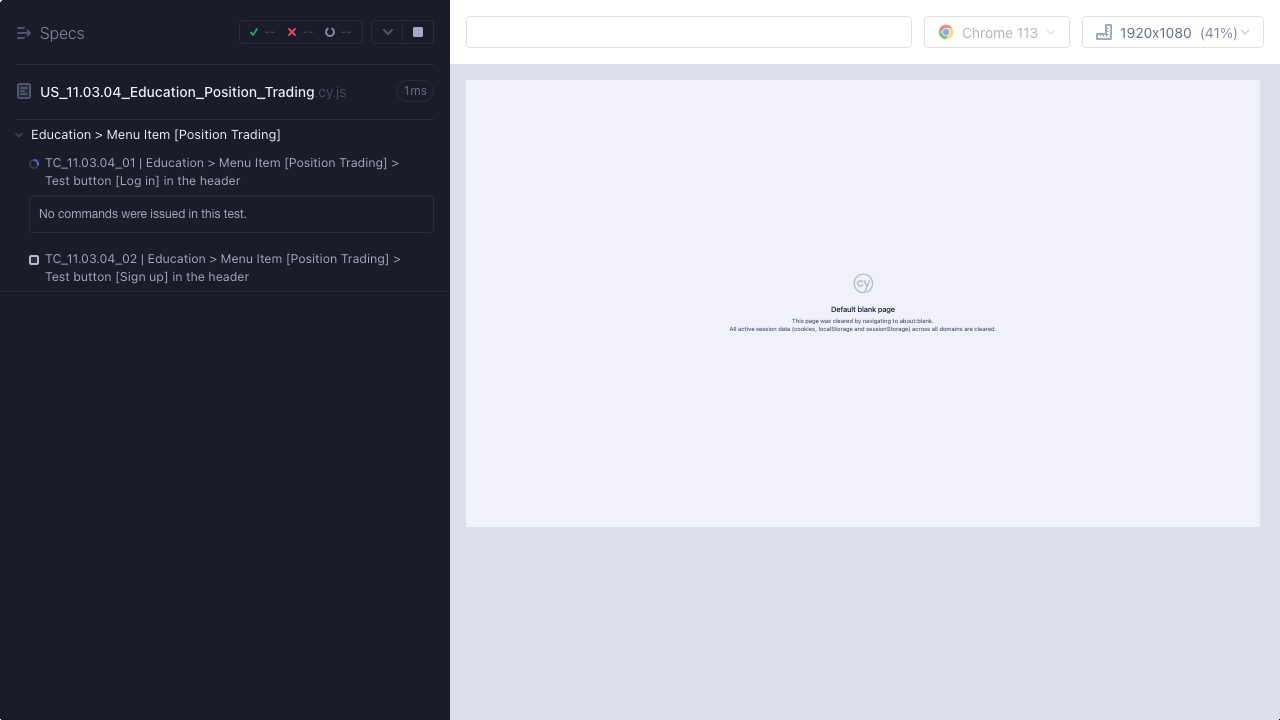 Specs
--
--
--
US_11.03.04_Education_Position_Trading.cy.js
1ms
Education > Menu Item [Position Trading]
TC_11.03.04_01 | Education > Menu Item [Position Trading] >
Test button [Log in] in the header
No commands were issued in this test.
TC_11.03.04_02 | Education > Menu Item [Position Trading] >
Test button [Sign up] in the header
Chrome 113
1920x1080 (41%)
cy
Default blank page
This page was cleared by navigating to about:blank.
All active session data (cookies, localStorage and sessionStorage) across all domains are cleared.